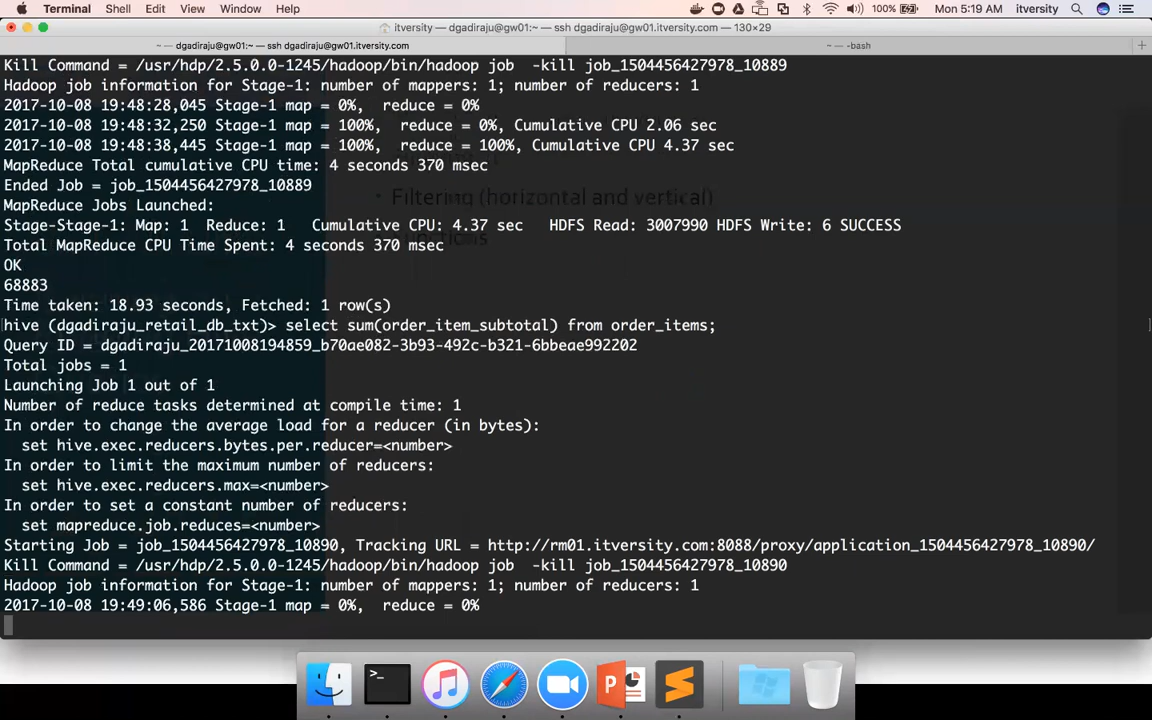 Terminal Shell Edit View Window Help 100% Mon 5:19 AM itversity
itversity — dgadiraju@gw01:~ — ssh dgadiraju@gw01.itversity.com — 130×29
~ — dgadiraju@gw01:~ — ssh dgadiraju@gw01.itversity.com ~ — -bash
Kill Command = /usr/hdp/2.5.0.0-1245/hadoop/bin/hadoop job -kill job_1504456427978_10889
Hadoop job information for Stage-1: number of mappers: 1; number of reducers: 1
2017-10-08 19:48:28,045 Stage-1 map = 0%, reduce = 0%
2017-10-08 19:48:32,250 Stage-1 map = 100%, reduce = 0%, Cumulative CPU 2.06 sec
2017-10-08 19:48:38,445 Stage-1 map = 100%, reduce = 100%, Cumulative CPU 4.37 sec
MapReduce Total cumulative CPU time: 4 seconds 370 msec
Ended Job = job_1504456427978_10889
• Filtering (horizontal and vertical)
MapReduce Jobs Launched:
Stage-Stage-1: Map: 1 Reduce: 1 Cumulative CPU: 4.37 sec HDFS Read: 3007990 HDFS Write: 6 SUCCESS
Total MapReduce CPU Time Spent: 4 seconds 370 msec
OK
68883
Time taken: 18.93 seconds, Fetched: 1 row(s)
hive (dgadiraju_retail_db_txt)> select sum(order_item_subtotal) from order_items;
Query ID = dgadiraju_20171008194859_b70ae082-3b93-492c-b321-6bbeae992202
Total jobs = 1
Launching Job 1 out of 1
Number of reduce tasks determined at compile time: 1
In order to change the average load for a reducer (in bytes):
set hive.exec.reducers.bytes.per.reducer=<number>
In order to limit the maximum number of reducers:
set hive.exec.reducers.max=<number>
In order to set a constant number of reducers:
set mapreduce.job.reduces=<number>
Starting Job = job_1504456427978_10890, Tracking URL = http://rm01.itversity.com:8088/proxy/application_1504456427978_10890/
Kill Command = /usr/hdp/2.5.0.0-1245/hadoop/bin/hadoop job -kill job_1504456427978_10890
Hadoop job information for Stage-1: number of mappers: 1; number of reducers: 1
2017-10-08 19:49:06,586 Stage-1 map = 0%, reduce = 0%